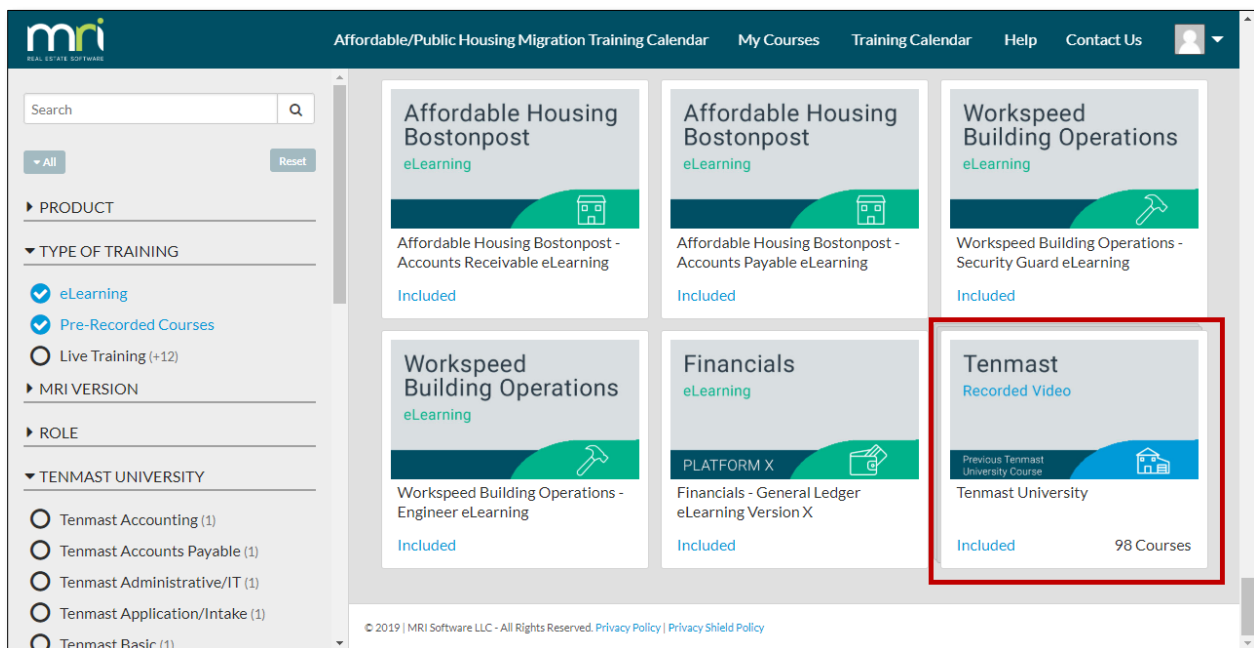 mri
REAL ESTATE SOFTWARE
Affordable/Public Housing Migration Training Calendar
My Courses
Training Calendar
Help
Contact Us
Search
All
Reset
PRODUCT
TYPE OF TRAINING
eLearning
Pre-Recorded Courses
Live Training (+12)
MRI VERSION
ROLE
TENMAST UNIVERSITY
Tenmast Accounting (1)
Tenmast Accounts Payable (1)
Tenmast Administrative/IT (1)
Tenmast Application/Intake (1)
Tenmast Basic (1)
Affordable Housing
Bostonpost
eLearning
Affordable Housing Bostonpost -
Accounts Receivable eLearning
Included
Affordable Housing
Bostonpost
eLearning
Affordable Housing Bostonpost -
Accounts Payable eLearning
Included
Workspeed
Building Operations
eLearning
Workspeed Building Operations -
Security Guard eLearning
Included
Workspeed
Building Operations
eLearning
Workspeed Building Operations -
Engineer eLearning
Included
Financials
eLearning
PLATFORM X
Financials - General Ledger
eLearning Version X
Included
Tenmast
Recorded Video
Previous Tenmast
University Course
Tenmast University
Included
98 Courses
© 2019 | MRI Software LLC - All Rights Reserved. Privacy Policy | Privacy Shield Policy